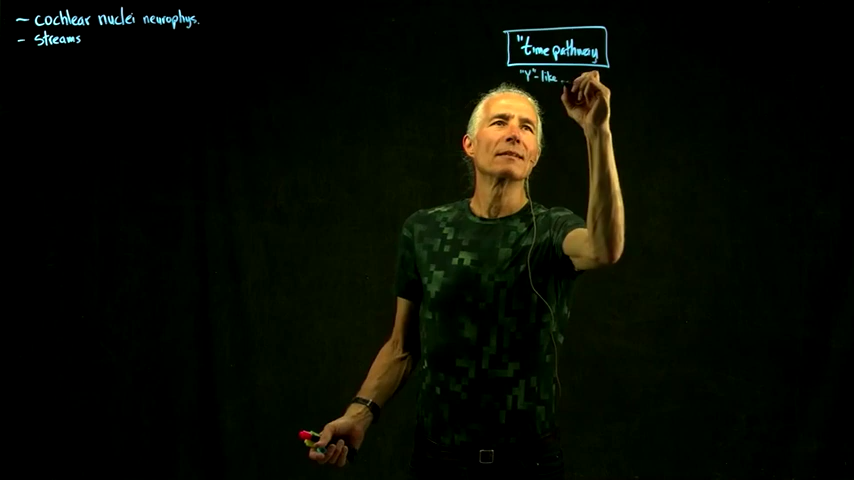 ~ cochlear nuclei neurophys.
- streams
"time pathway
"Y"-like...